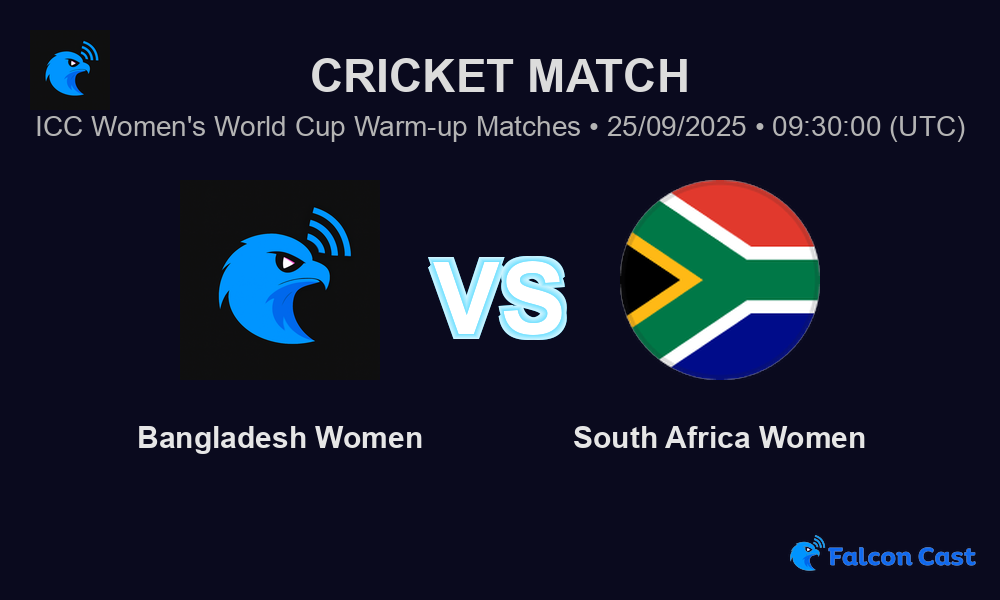 CRICKET MATCH
ICC Women's World Cup Warm-up Matches • 25/09/2025 • 09:30:00 (UTC)
VS
Bangladesh Women
South Africa Women
Falcon Cast